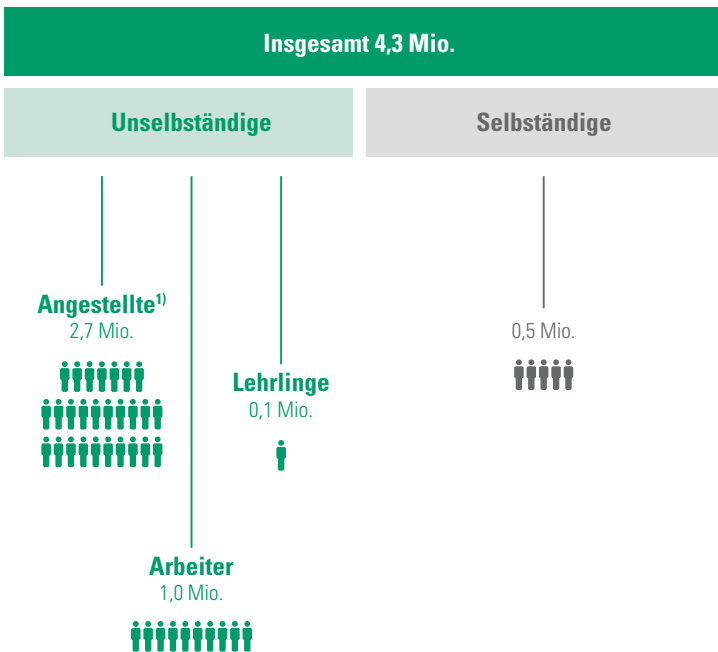 Insgesamt 4,3 Mio.
Unselbständige
Selbständige
Angestellte¹⁾
2,7 Mio.
Lehrlinge
0,1 Mio.
Arbeiter
1,0 Mio.
0,5 Mio.